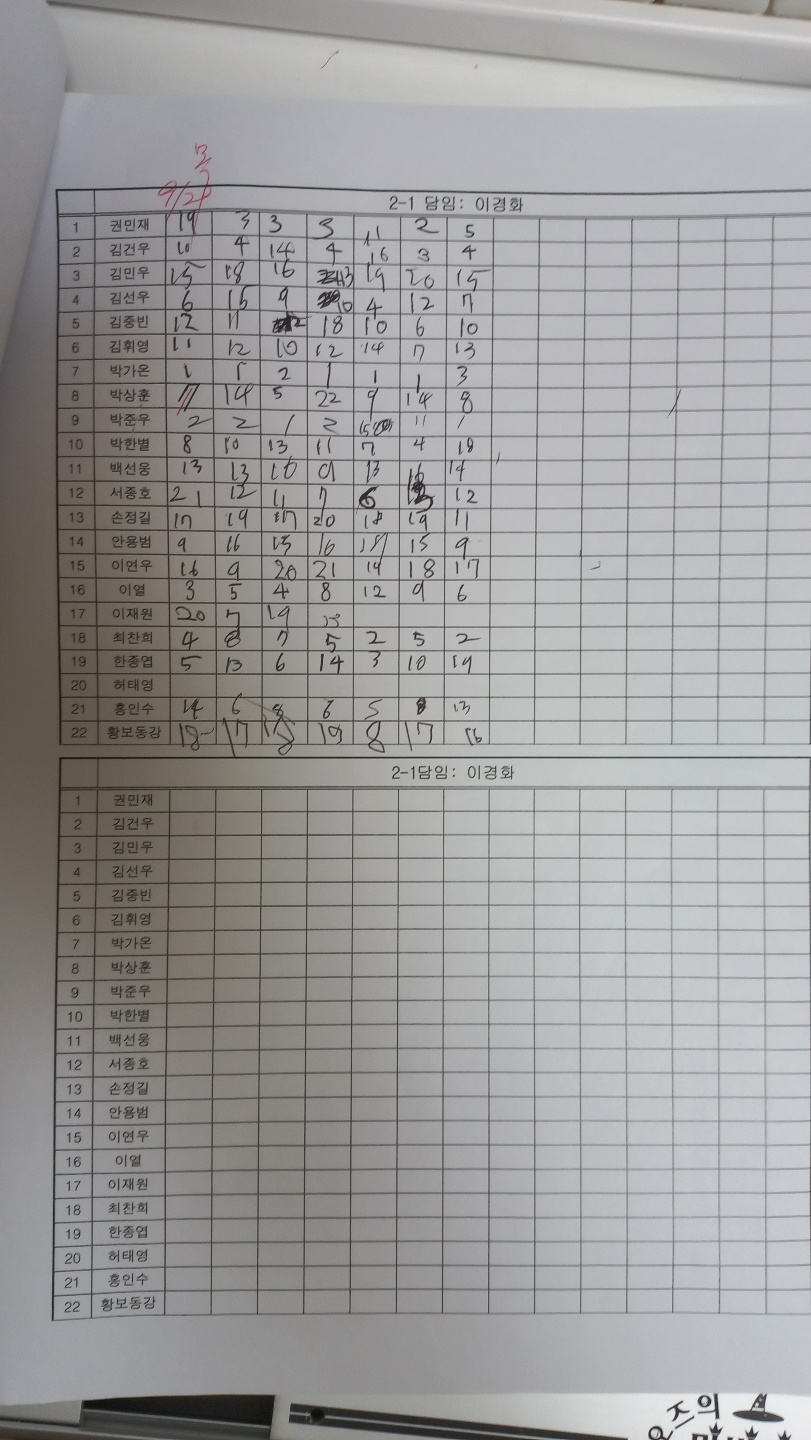 목
9/21
2-1 담임: 이경화
1 권민재 19 3 3 3 11 2 5
2 김건우 10 4 14 4 16 3 4
3 김민우 15 18 16 13 19 20 15
4 김선우 6 15 9 10 4 12 7
5 김중빈 12 11 12 18 10 6 10
6 김휘영 11 12 10 12 14 7 13
7 박가온 1 1 2 1 1 1 3
8 박상훈 7 14 5 22 9 14 8
9 박준우 2 2 1 2 15 11 1
10 박한별 8 10 13 11 7 4 18
11 백선웅 13 13 18 9 13 16 14
12 서종호 21 12 11 7 6 12
13 손정길 17 19 17 20 18 19 11
14 안용범 9 16 15 16 17 15 9
15 이연우 16 9 20 21 14 18 17
16 이열 3 5 4 8 12 9 6
17 이재원 20 7 19
18 최찬희 4 8 7 5 2 5 2
19 한종엽 5 13 6 14 3 10 19
20 허태영
21 홍인수 14 6 8 6 5 8 13
22 황보동강 18 17 18 19 8 17 16
2-1담임: 이경화
1 권민재
2 김건우
3 김민우
4 김선우
5 김중빈
6 김휘영
7 박가온
8 박상훈
9 박준우
10 박한별
11 백선웅
12 서종호
13 손정길
14 안용범
15 이연우
16 이열
17 이재원
18 최찬희
19 한종엽
20 허태영
21 홍인수
22 황보동강
오즈의